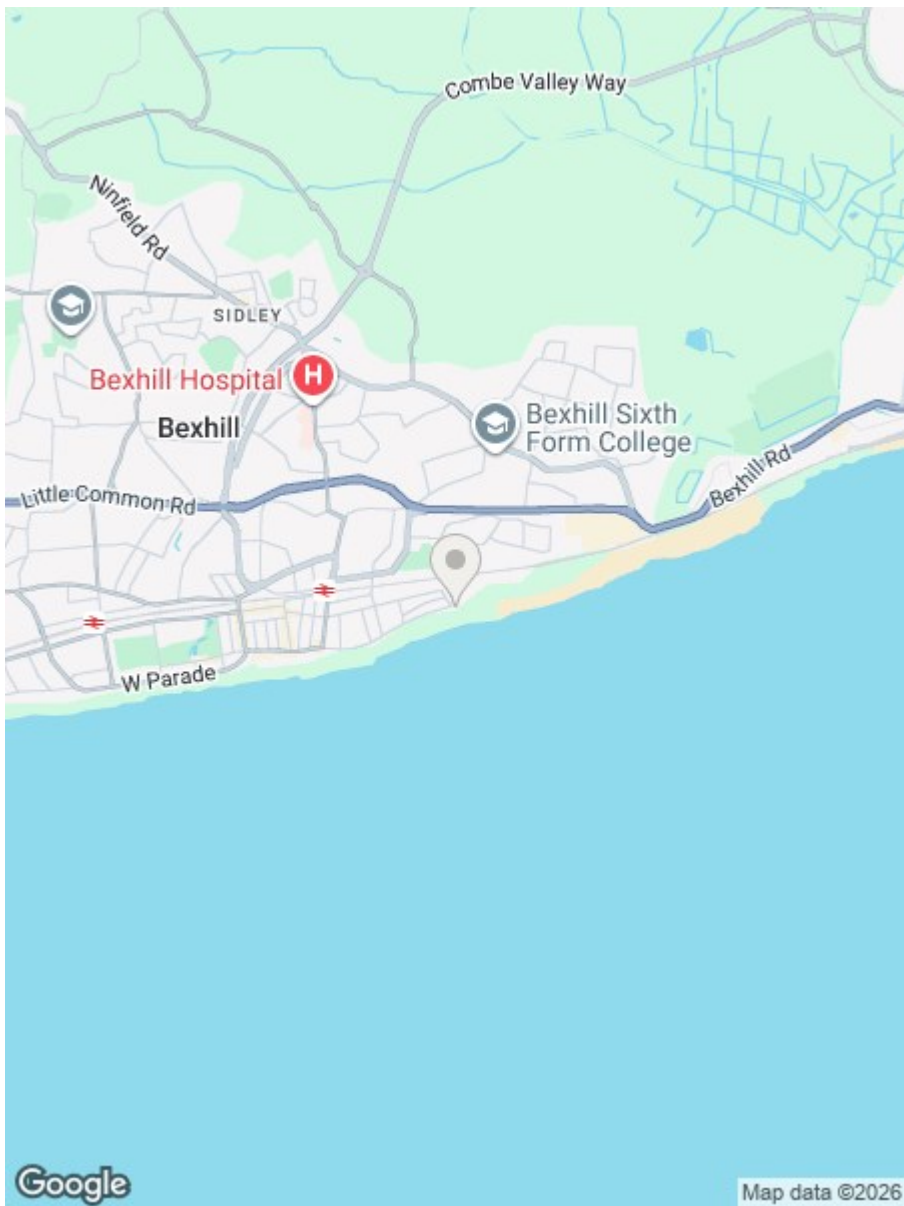 Combe Valley Way
Ninfield Rd
SIDLEY
Bexhill Hospital
H
Bexhill
Bexhill Sixth
Form College
Little Common Rd
Bexhill Rd
W Parade
Google
Map data ©2026